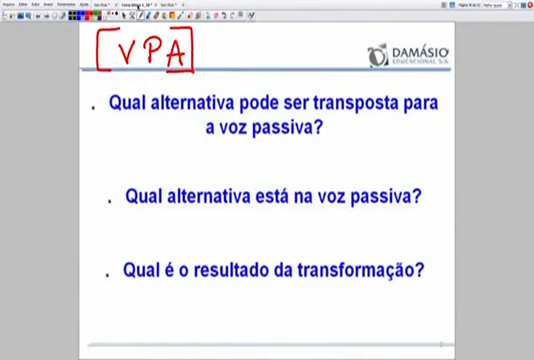 [VPA]
DAMÁSIO
EDUCACIONAL S/A
. Qual alternativa pode ser transposta para
a voz passiva?
. Qual alternativa está na voz passiva?
. Qual é o resultado da transformação?